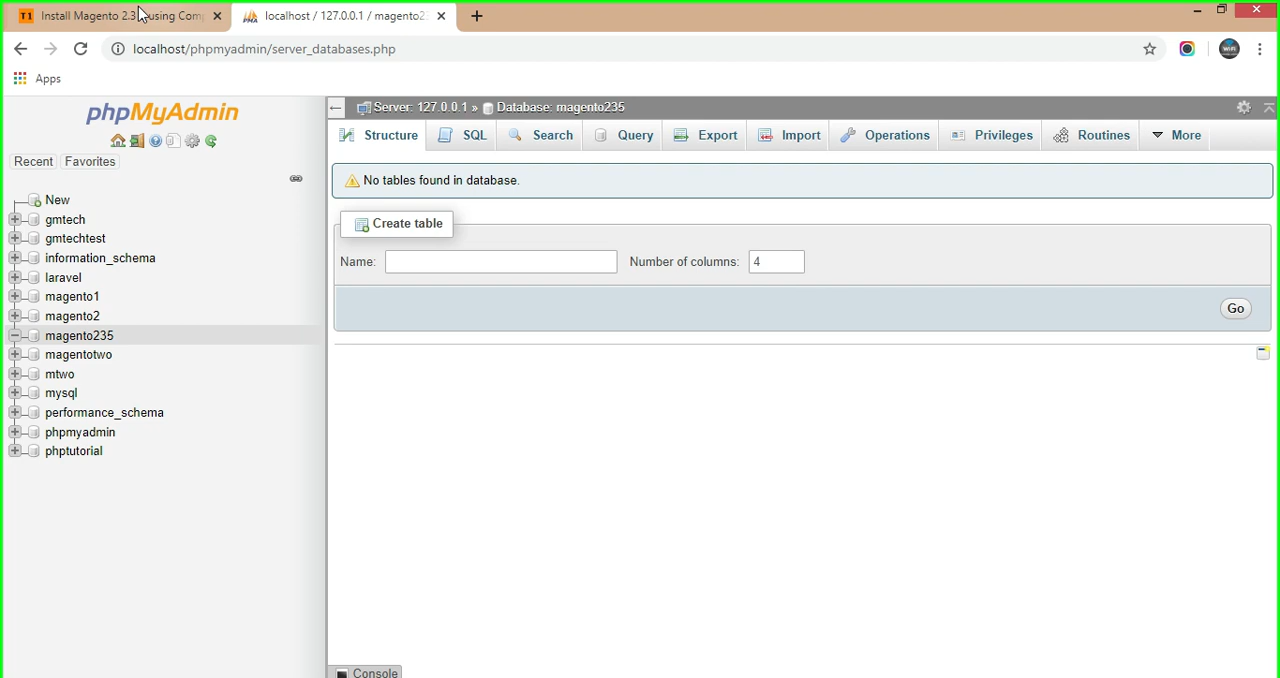 Install Magento 2.3. using Com
localhost / 127.0.0.1 / magento2
localhost/phpmyadmin/server_databases.php
Apps
phpMyAdmin
Recent Favorites
New
gmtech
gmtechtest
information_schema
laravel
magento1
magento2
magento235
magentotwo
mtwo
mysql
performance_schema
phpmyadmin
phptutorial
Server: 127.0.0.1 » Database: magento235
Structure SQL Search Query Export Import Operations Privileges Routines More
No tables found in database.
Create table
Name: Number of columns: 4
Go
Console